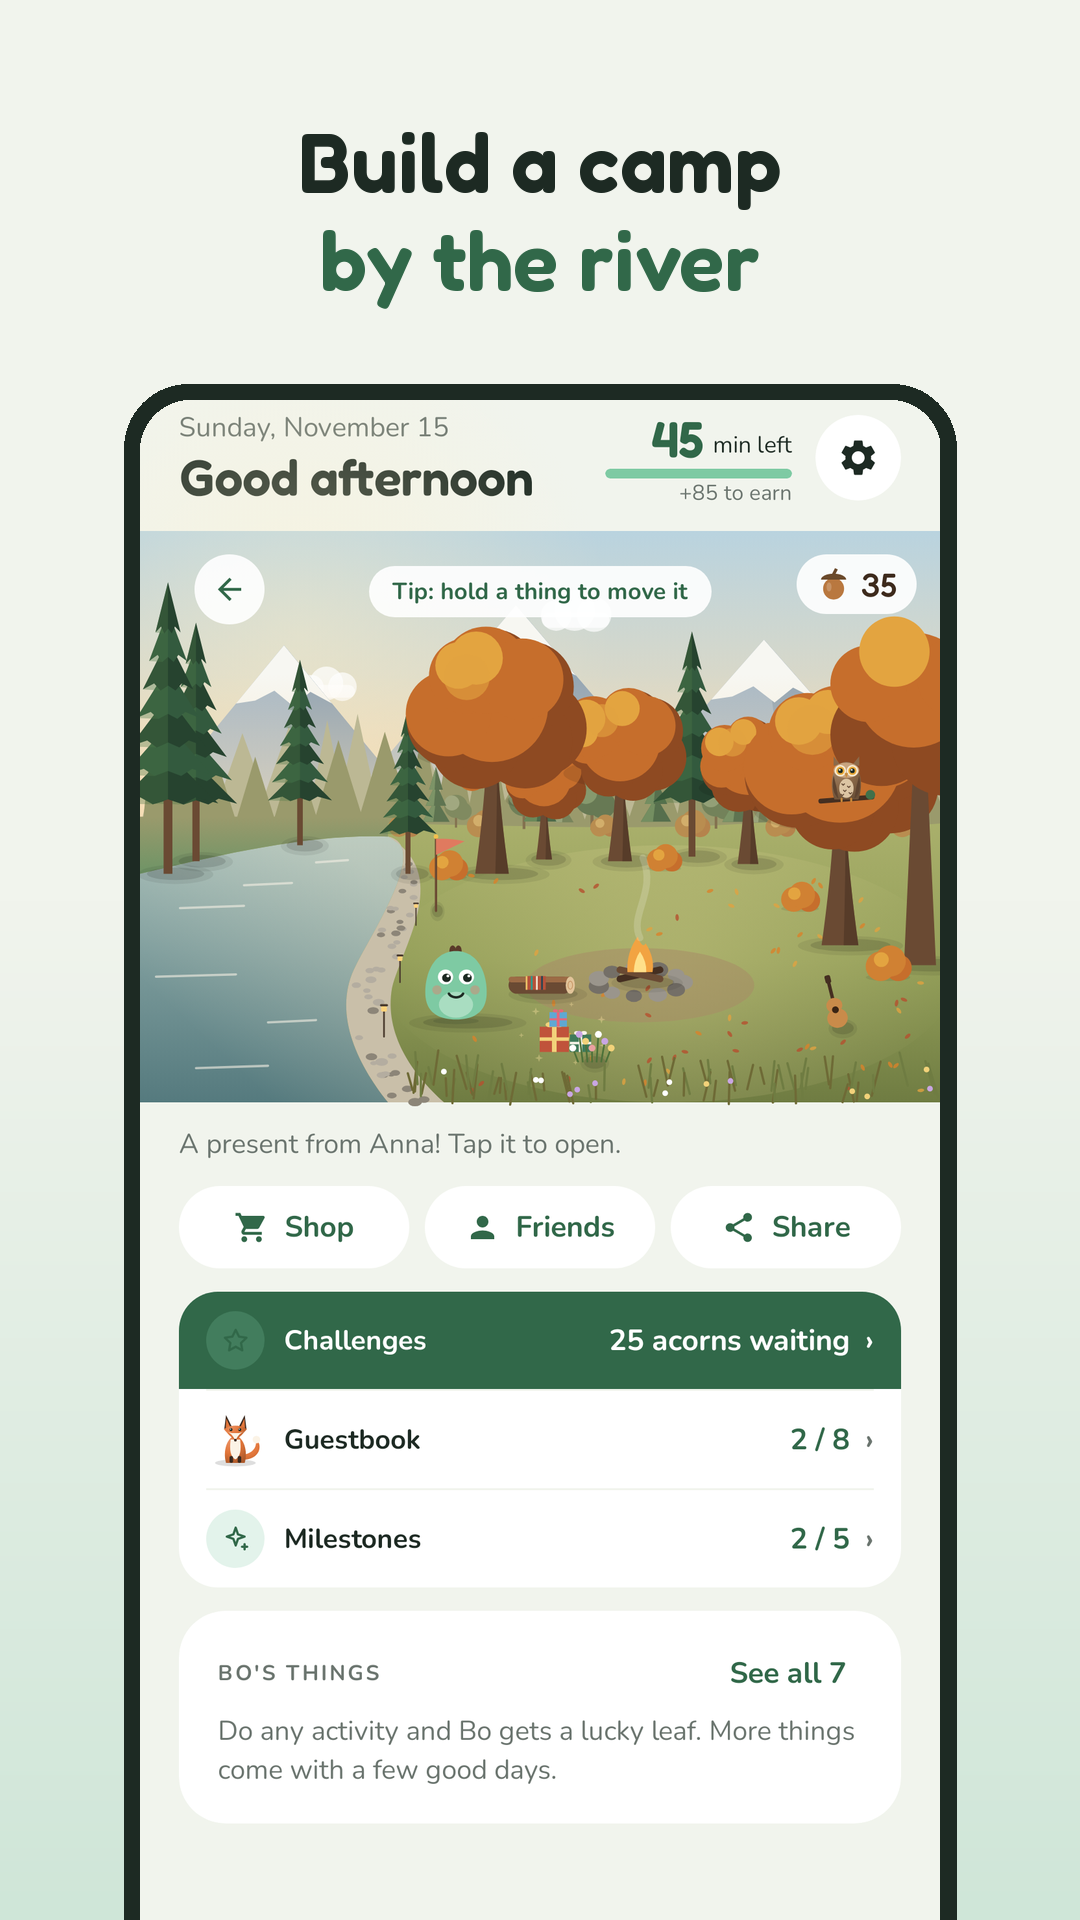 Build a camp
by the river
Sunday, November 15
Good afternoon
45 min left
+85 to earn
Tip: hold a thing to move it
35
A present from Anna! Tap it to open.
Shop
Friends
Share
Challenges
25 acorns waiting ›
Guestbook
2 / 8 ›
Milestones
2 / 5 ›
BO'S THINGS
See all 7
Do any activity and Bo gets a lucky leaf. More things
come with a few good days.